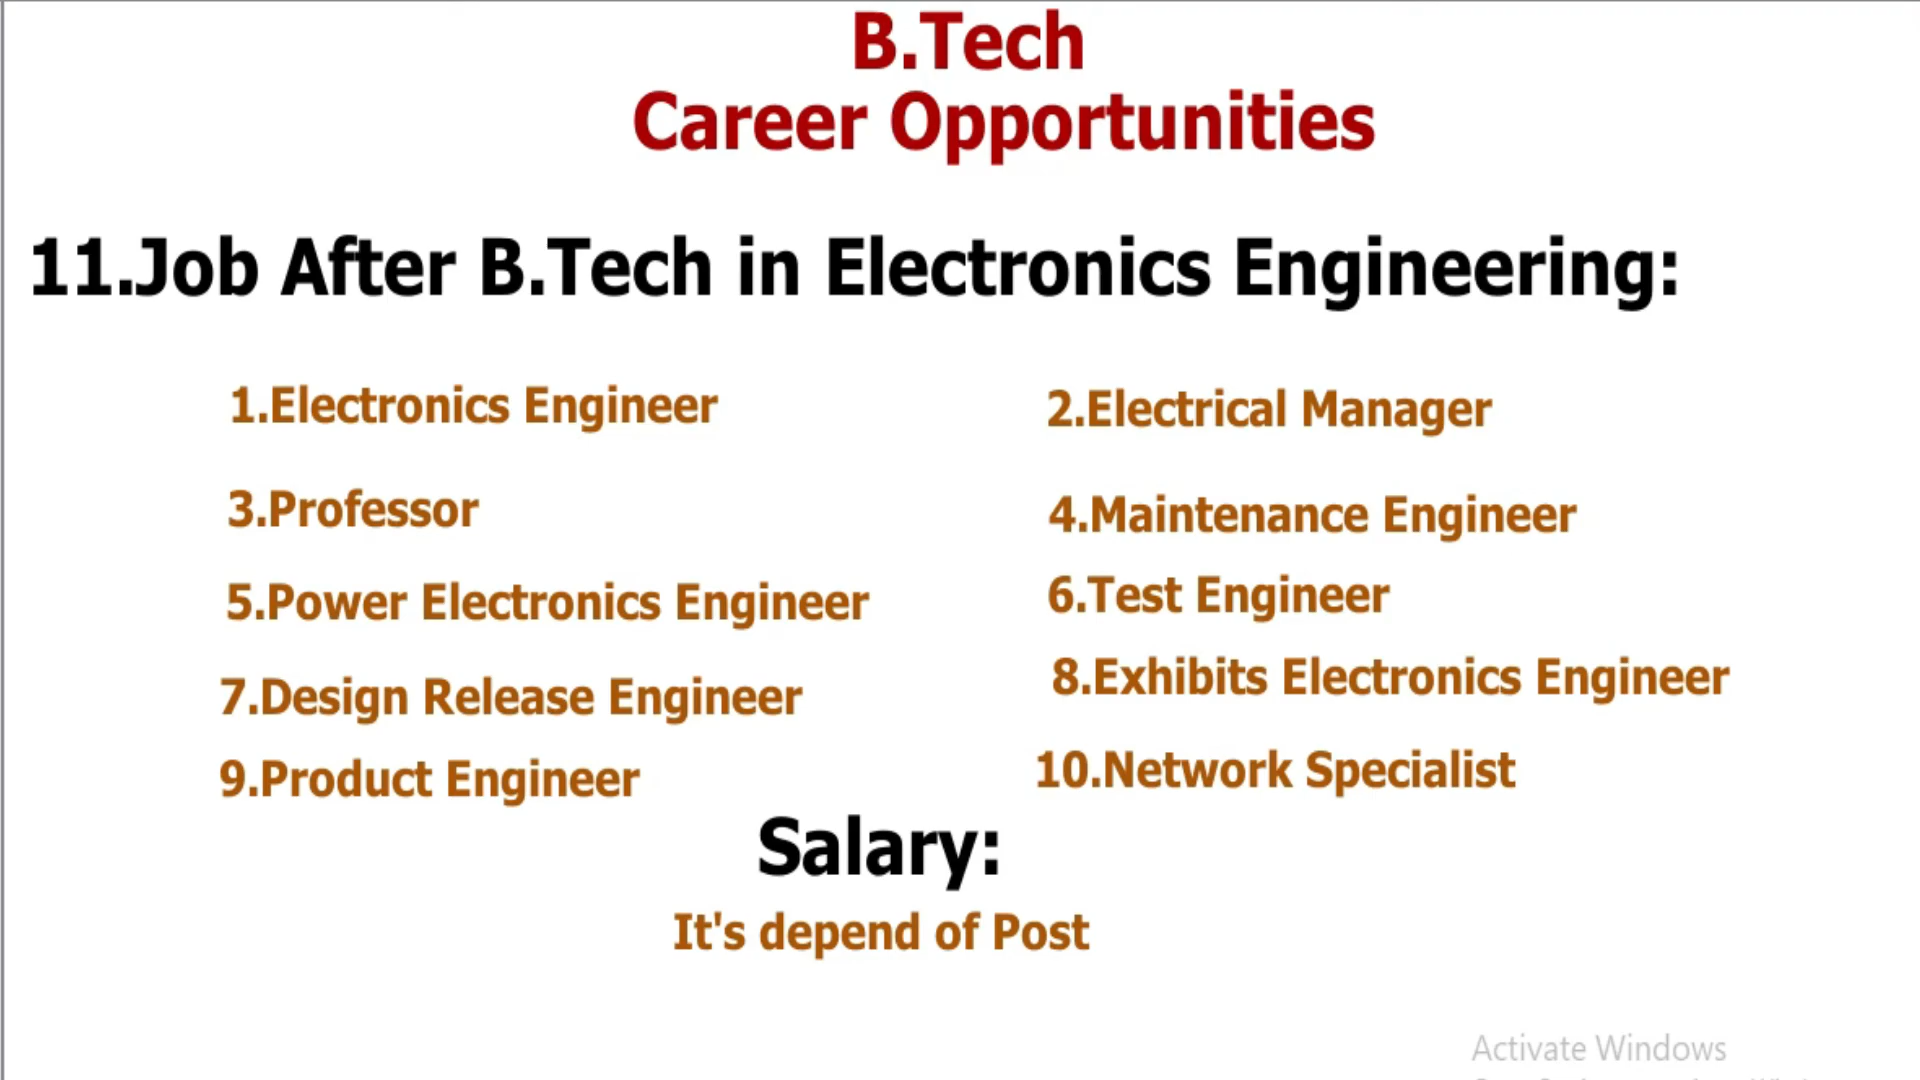 B.Tech
Career Opportunities
11.Job After B.Tech in Electronics Engineering:
1.Electronics Engineer
2.Electrical Manager
3.Professor
4.Maintenance Engineer
5.Power Electronics Engineer
6.Test Engineer
7.Design Release Engineer
8.Exhibits Electronics Engineer
9.Product Engineer
10.Network Specialist
Salary:
It's depend of Post
Activate Windows